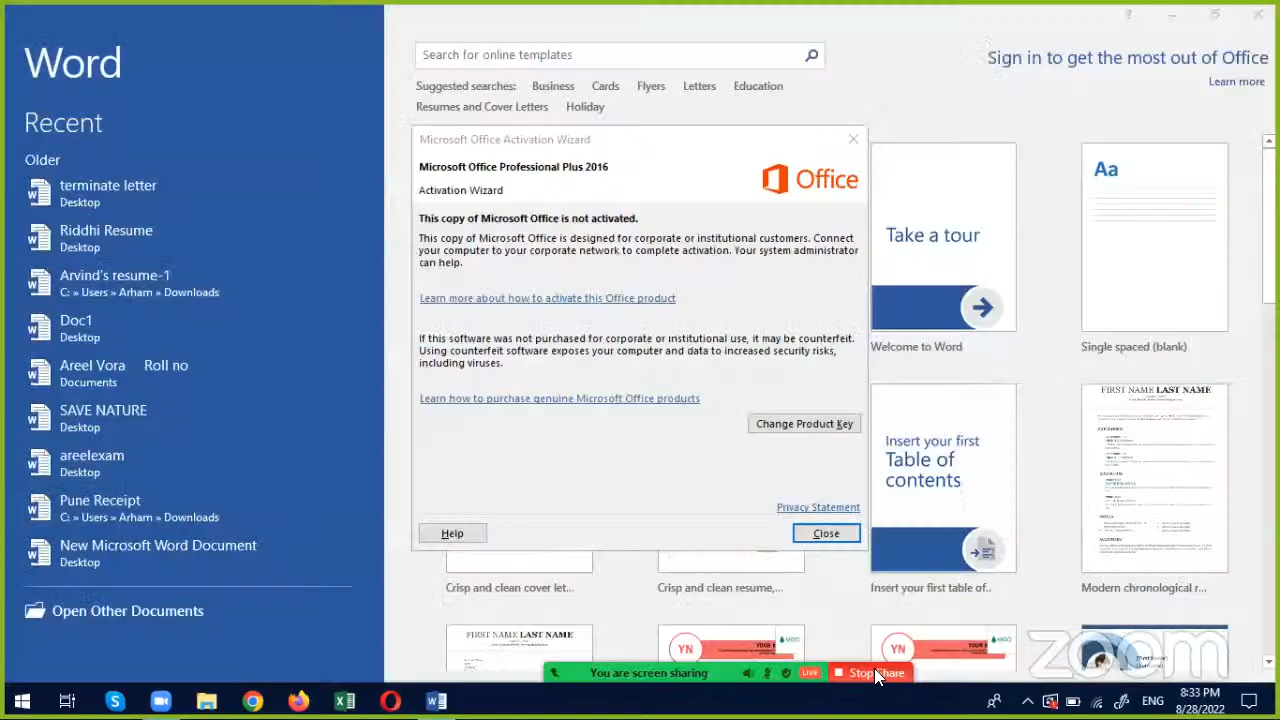 Word
Recent
Older
terminate letter
Desktop
Riddhi Resume
Desktop
Arvind's resume-1
C: » Users » Arham » Downloads
Doc1
Desktop
Areel Vora Roll no
Documents
SAVE NATURE
Desktop
areelexam
Desktop
Pune Receipt
C: » Users » Arham » Downloads
New Microsoft Word Document
Desktop
Open Other Documents
Search for online templates
Suggested searches: Business Cards Flyers Letters Education
Resumes and Cover Letters Holiday
Sign in to get the most out of Office
Learn more
Microsoft Office Activation Wizard
Microsoft Office Professional Plus 2016
Activation Wizard
Office
This copy of Microsoft Office is not activated.
This copy of Microsoft Office is designed for corporate or institutional customers. Connect
your computer to your corporate network to complete activation. Your system administrator
can help.
Learn more about how to activate this Office product
If this software was not purchased for corporate or institutional use, it may be counterfeit.
Using counterfeit software exposes your computer and data to increased security risks,
including viruses.
Learn how to purchase genuine Microsoft Office products
Change Product Key
Privacy Statement
Help
Close
Take a tour
Welcome to Word
Aa
Single spaced (blank)
Insert your first
Table of
contents
Insert your first table of...
FIRST NAME LAST NAME
Modern chronological r...
Crisp and clean cover let...
Crisp and clean resume,...
FIRST NAME LAST NAME
YN
YN
zoom
You are screen sharing
LIVE
Stop Share
ENG
8:33 PM
8/28/2022